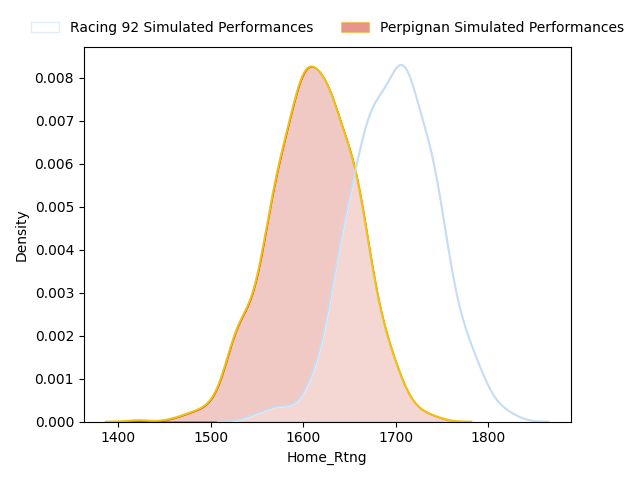 Racing 92 Simulated Performances Perpignan Simulated Performances
0.008
0.007
0.006
0.005
0.004
0.003
0.002
0.001
0.000
Density
1400 1500 1600 1700 1800
Home_Rtng